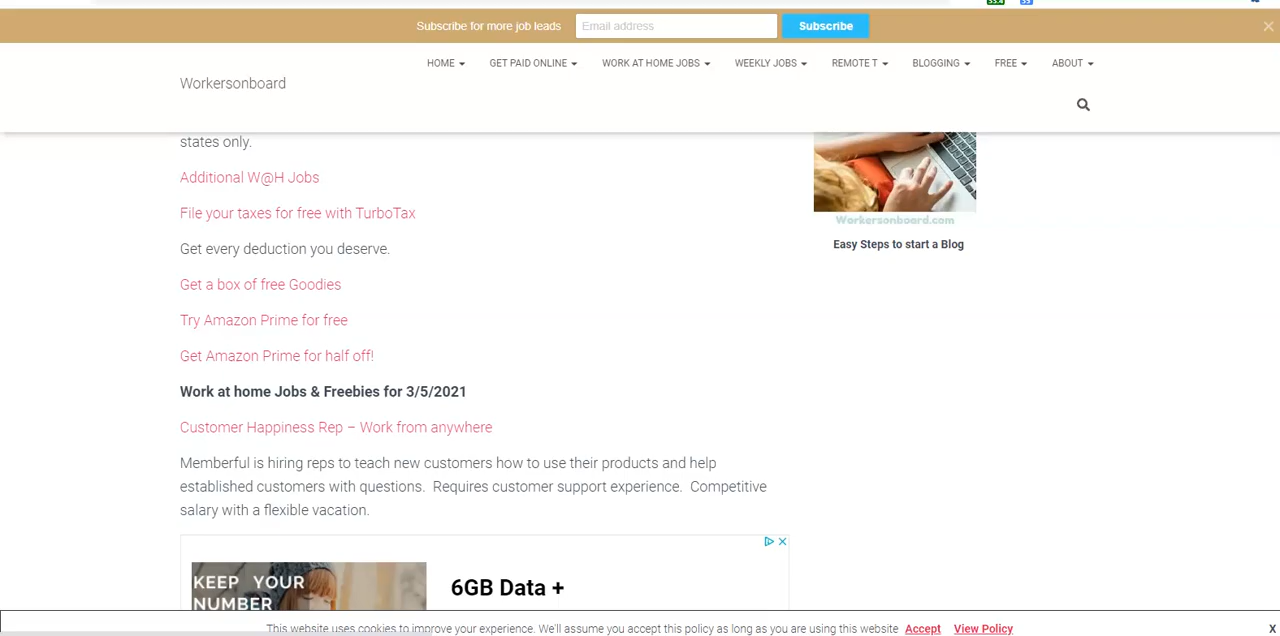 Subscribe for more job leads Email address Subscribe
HOME GET PAID ONLINE WORK AT HOME JOBS WEEKLY JOBS REMOTE T BLOGGING FREE ABOUT
Workersonboard
states only.
Additional W@H Jobs
File your taxes for free with TurboTax
Get every deduction you deserve.
Get a box of free Goodies
Try Amazon Prime for free
Get Amazon Prime for half off!
Work at home Jobs & Freebies for 3/5/2021
Customer Happiness Rep – Work from anywhere
Memberful is hiring reps to teach new customers how to use their products and help
established customers with questions.  Requires customer support experience.  Competitive
salary with a flexible vacation.
KEEP YOUR
NUMBER
6GB Data +
Workersonboard.com
Easy Steps to start a Blog
This website uses cookies to improve your experience. We'll assume you accept this policy as long as you are using this website Accept View Policy X